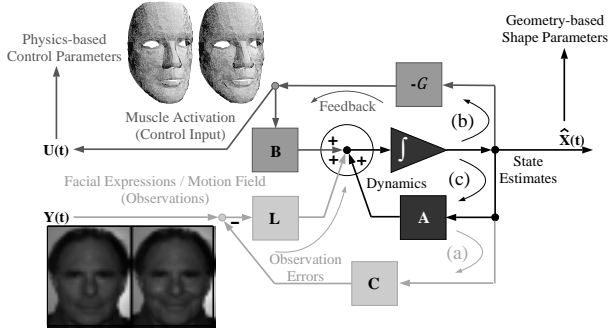 Physics-based
Control Parameters
Geometry-based
Shape Parameters
Muscle Activation
(Control Input)
Feedback
-G
(b)
U(t)
B
+
+
+
∫
X̂(t)
State
Estimates
Dynamics
(c)
Facial Expressions / Motion Field
(Observations)
Y(t)
−
L
A
(a)
Observation
Errors
C